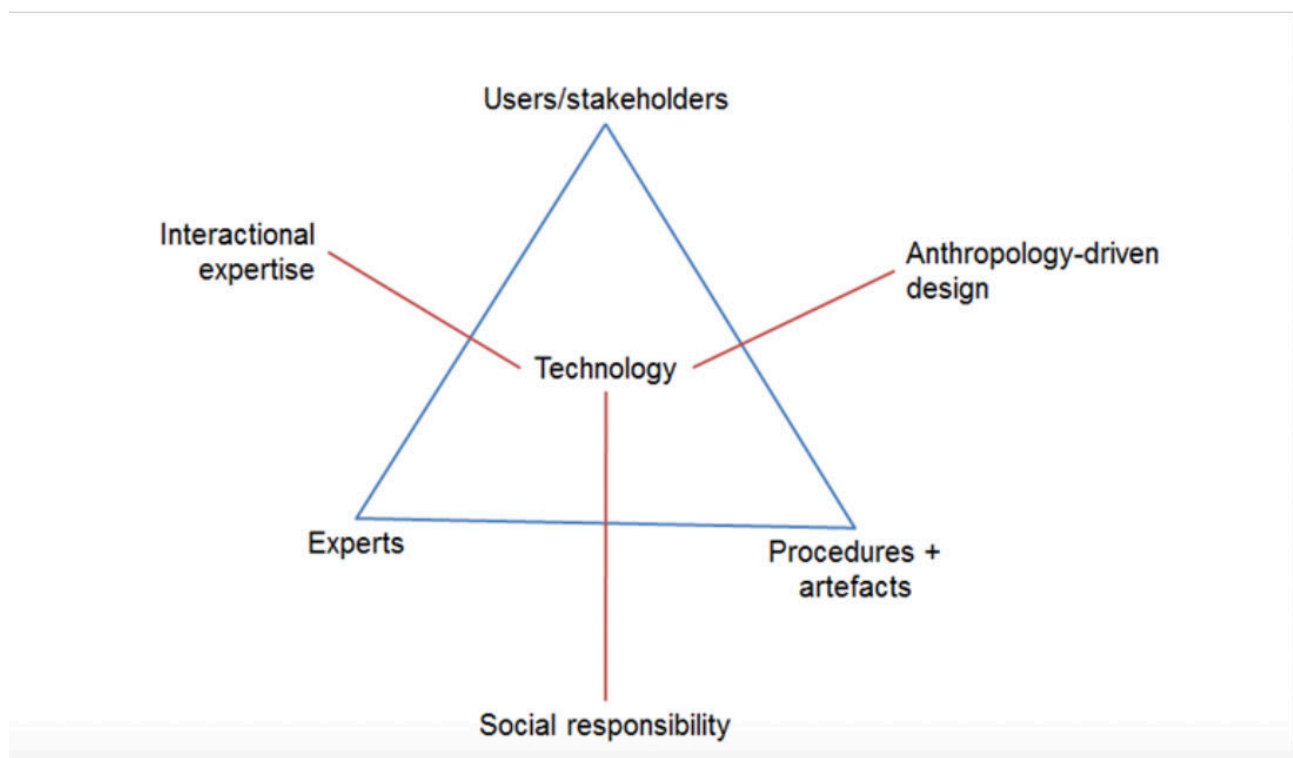 Users/stakeholders
Interactional
expertise
Anthropology-driven
design
Technology
Experts
Procedures +
artefacts
Social responsibility